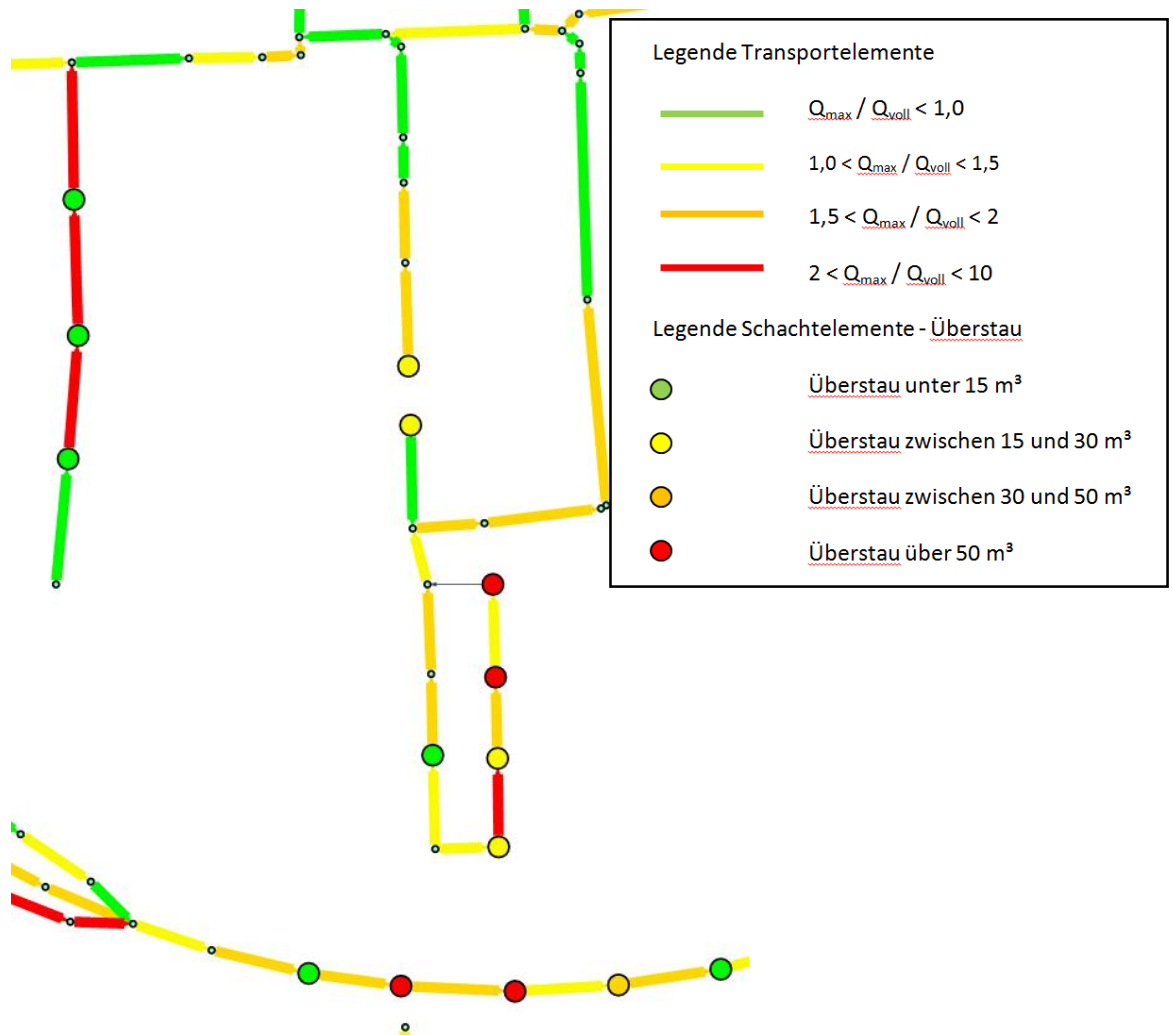 Legende Transportelemente
Qmax / Qvoll < 1,0
1,0 < Qmax / Qvoll < 1,5
1,5 < Qmax / Qvoll < 2
2 < Qmax / Qvoll < 10
Legende Schachtelemente - Überstau
Überstau unter 15 m³
Überstau zwischen 15 und 30 m³
Überstau zwischen 30 und 50 m³
Überstau über 50 m³